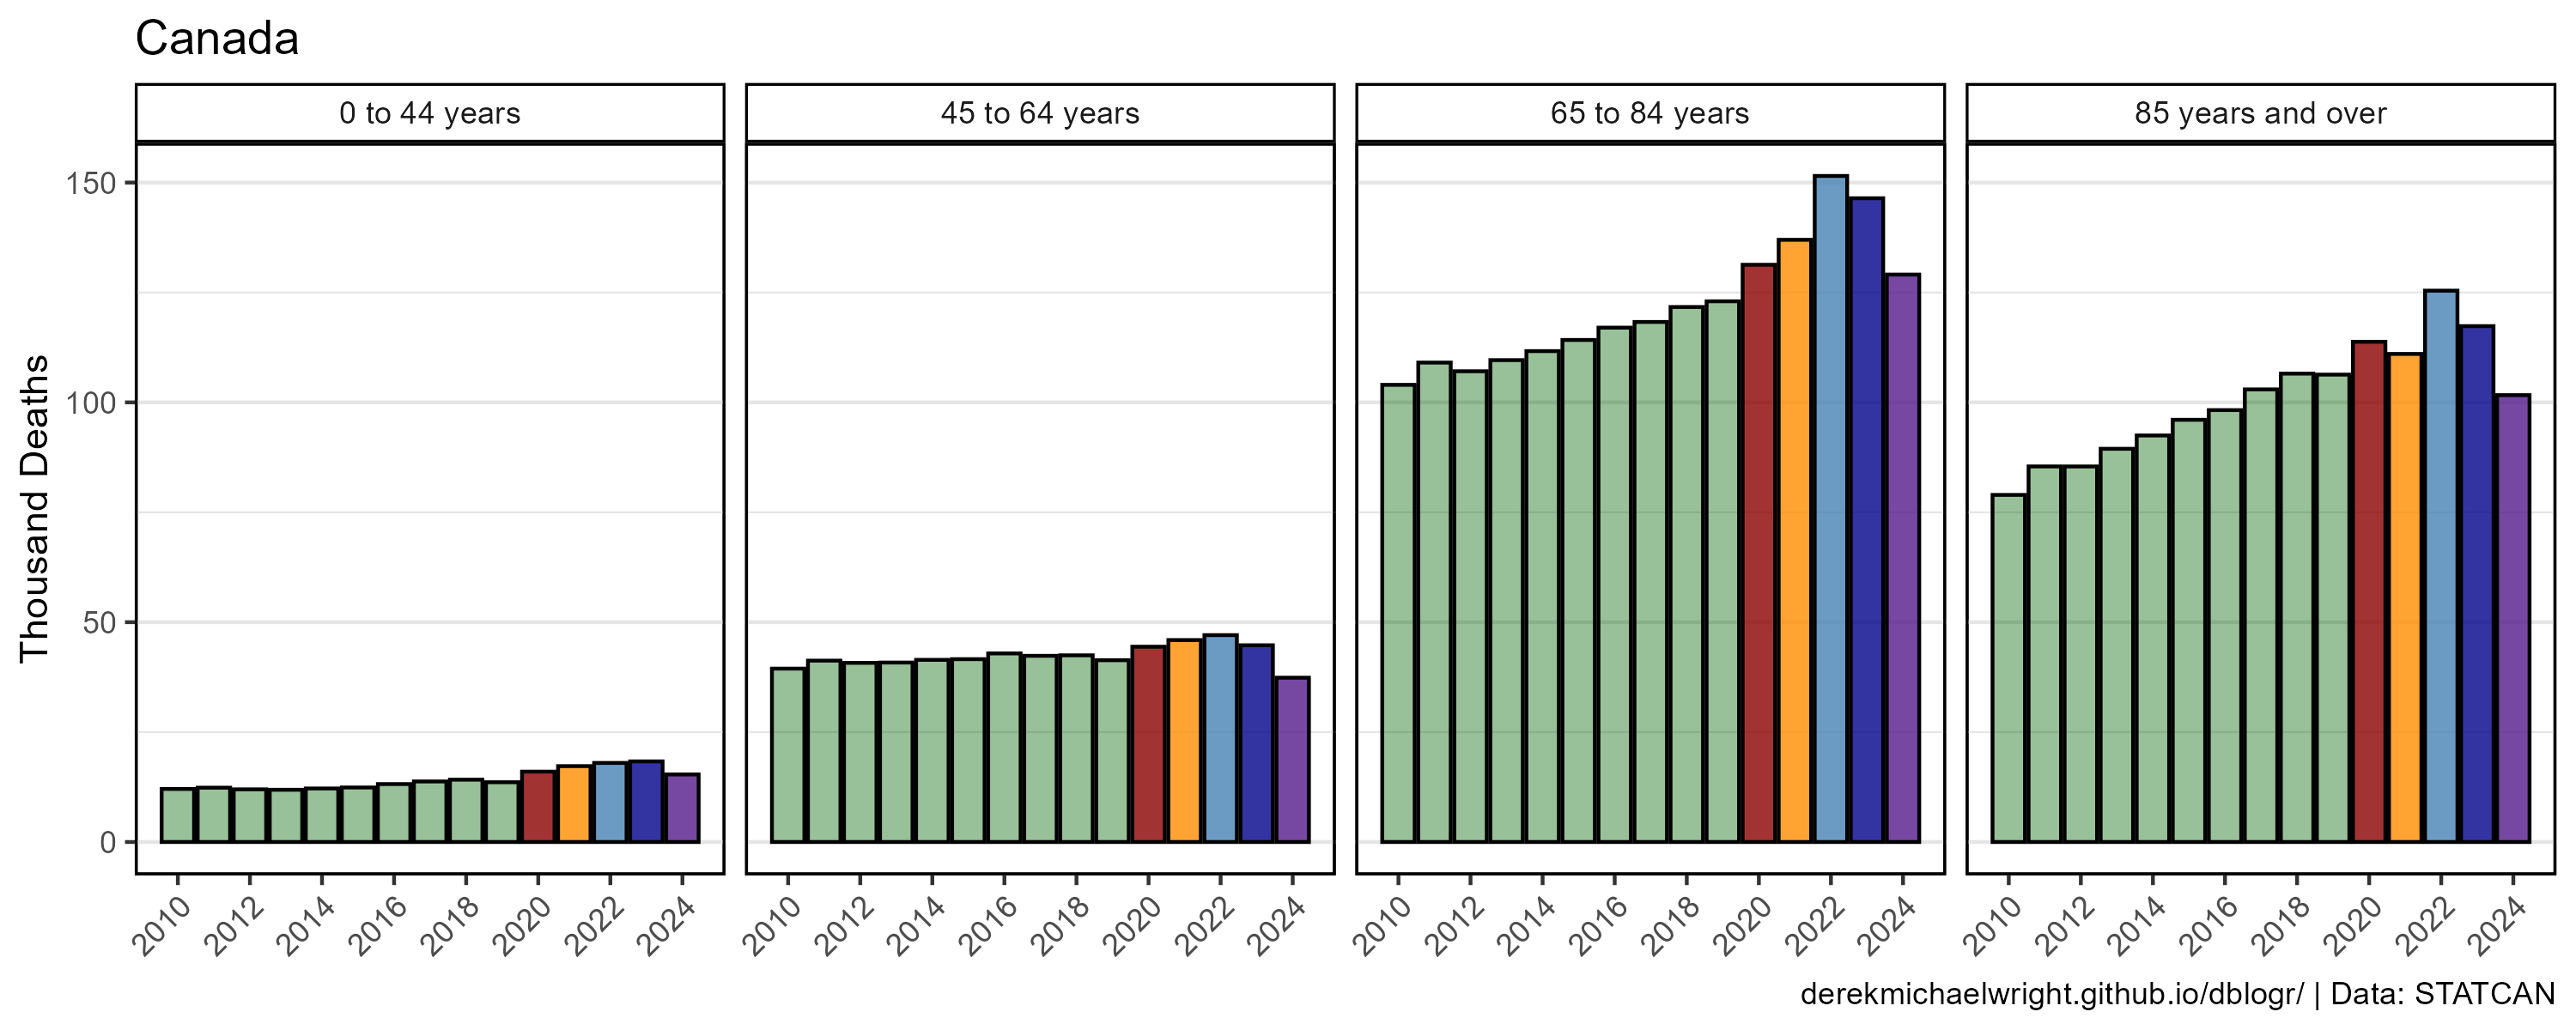 Canada
0 to 44 years 45 to 64 years 65 to 84 years 85 years and over
Thousand Deaths
150
100
50
0
2010 2012 2014 2016 2018 2020 2022 2024 2010 2012 2014 2016 2018 2020 2022 2024 2010 2012 2014 2016 2018 2020 2022 2024 2010 2012 2014 2016 2018 2020 2022 2024
derekmichaelwright.github.io/dblogr/ | Data: STATCAN